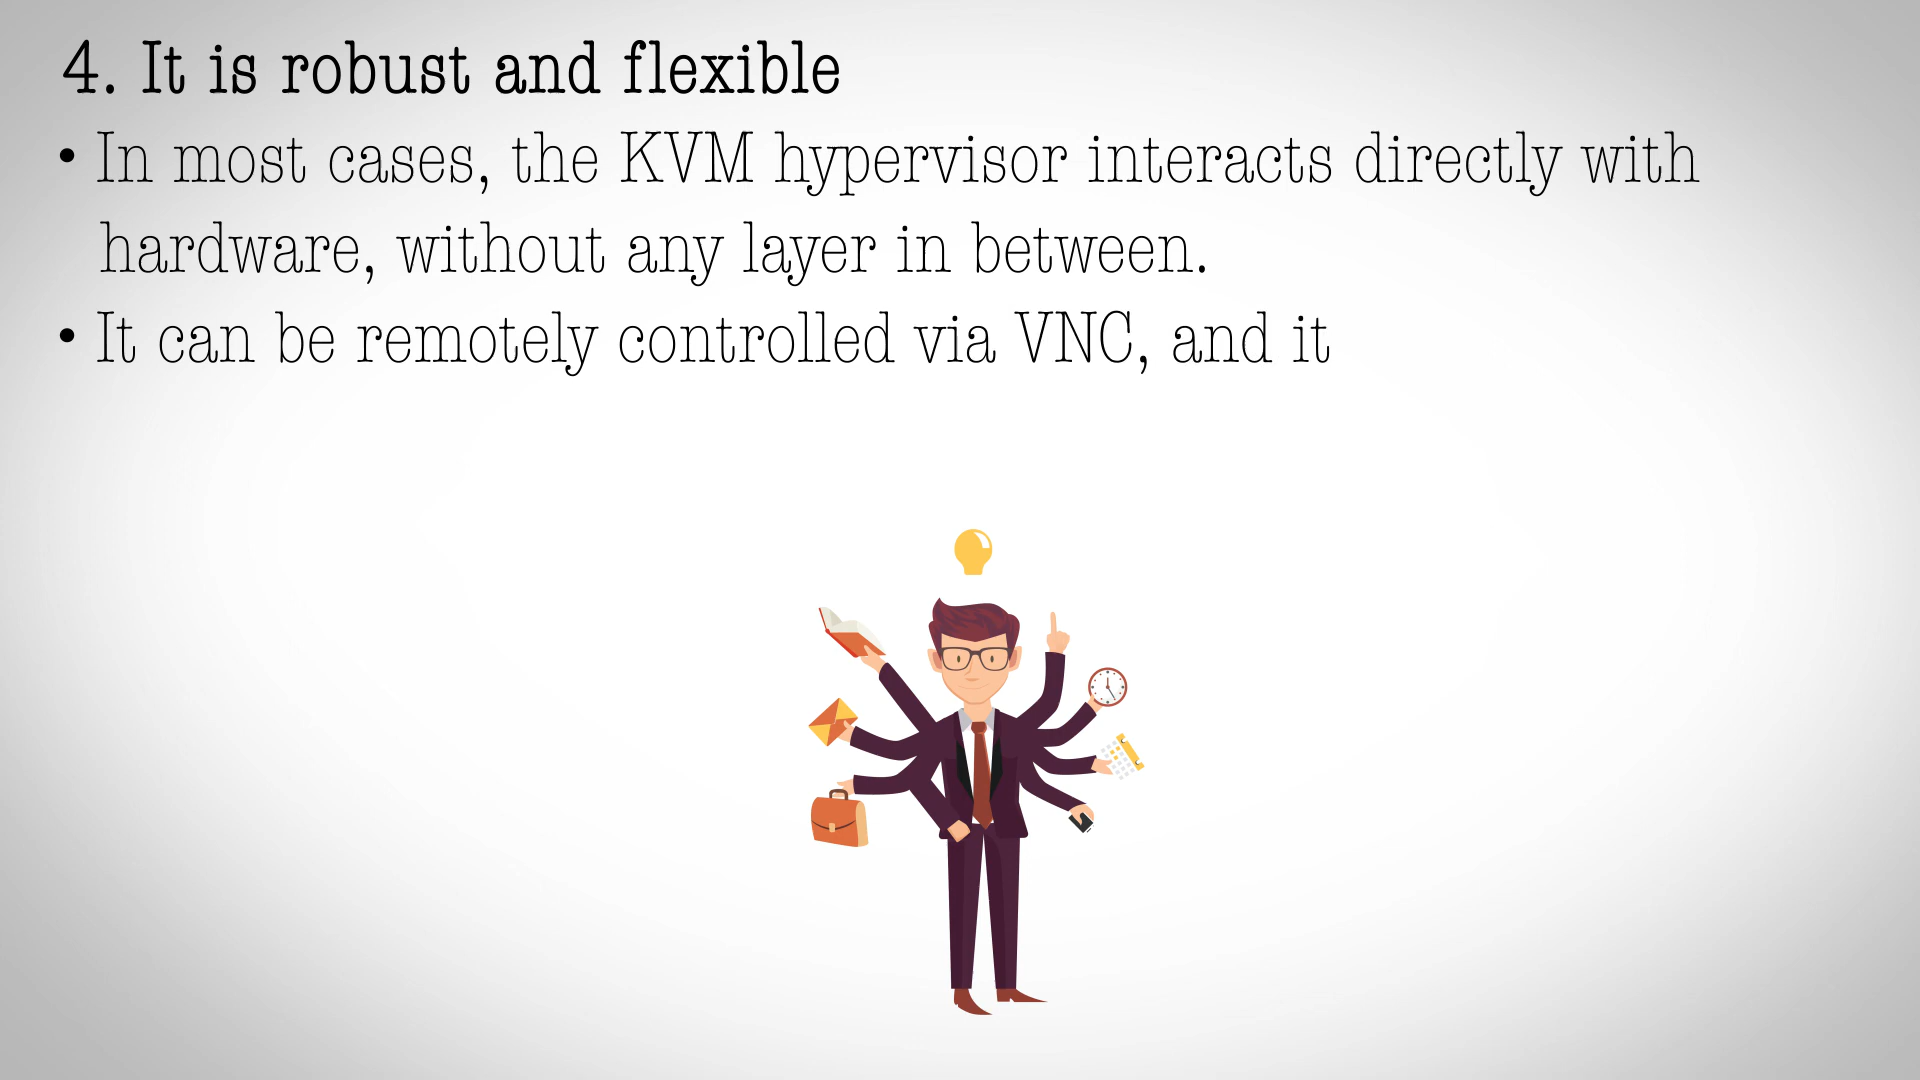 4. It is robust and flexible
• In most cases, the KVM hypervisor interacts directly with
hardware, without any layer in between.
• It can be remotely controlled via VNC, and it